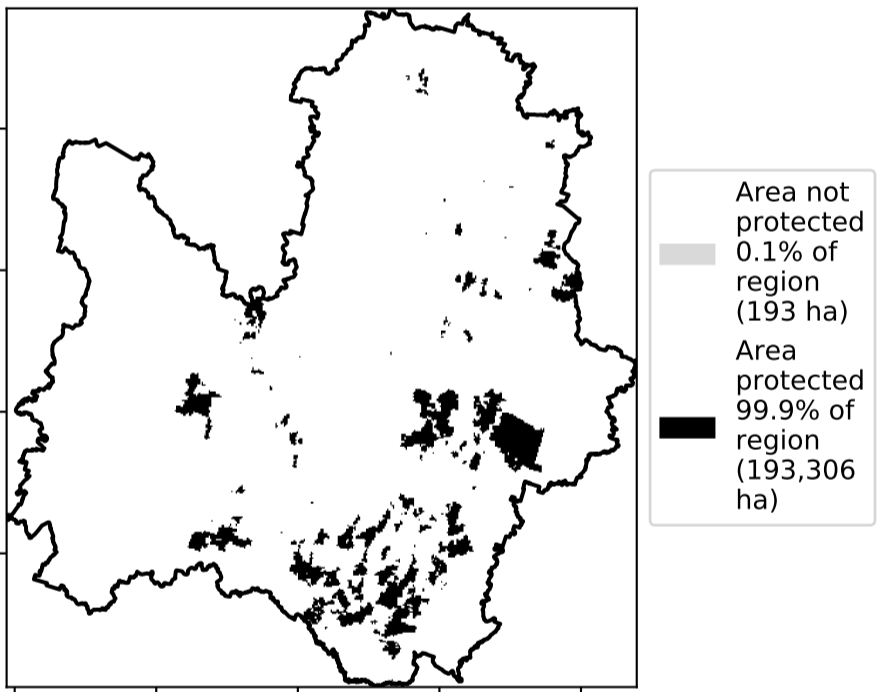 Area not
protected
0.1% of
region
(193 ha)
Area
protected
99.9% of
region
(193,306
ha)